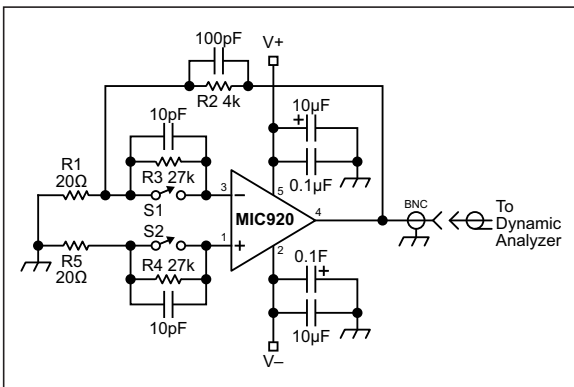 100pF
V+
R2 4k
10pF
10µF
+
R3 27k
0.1µF
R1
20Ω
S1
3
−
5
MIC920
4
BNC
To
Dynamic
Analyzer
S2
1
+
2
R5
20Ω
R4 27k
10pF
0.1F
+
10µF
V–